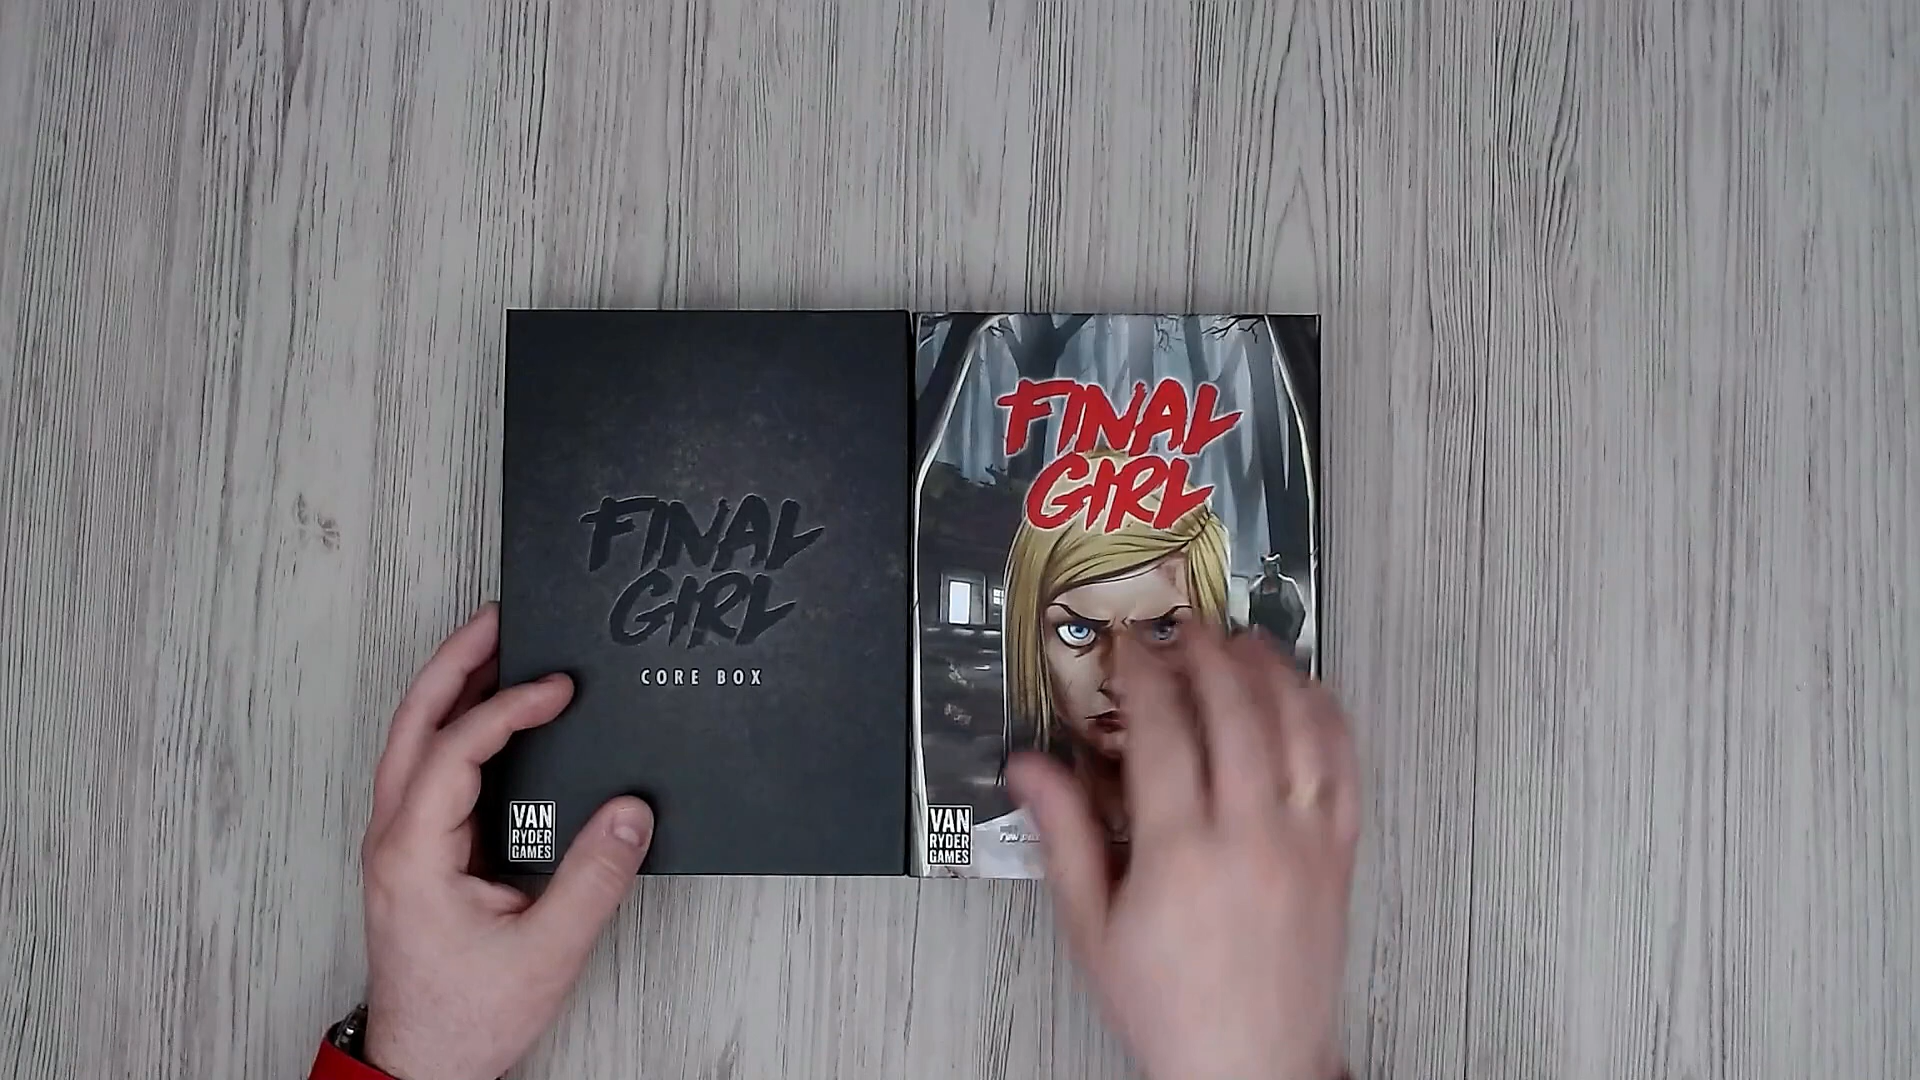 FINAL
GIRL
CORE BOX
VAN
RYDER
GAMES
FINAL
GIRL
VAN
RYDER
GAMES